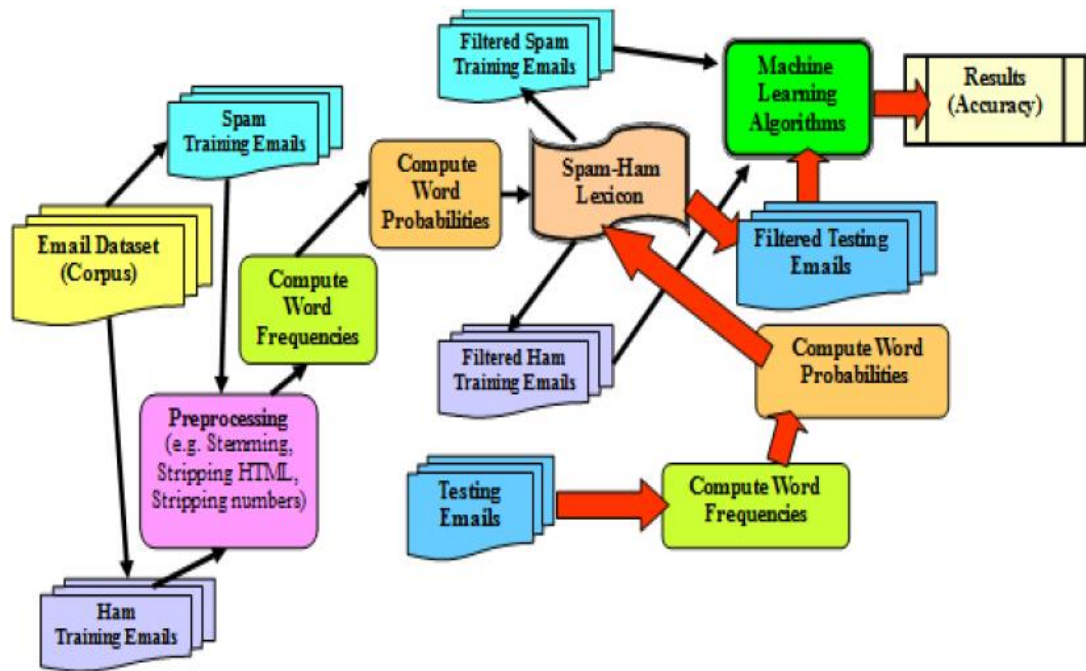 Filtered Spam
Training Emails
Machine
Learning
Algorithms
Results
(Accuracy)
Spam
Training Emails
Compute
Word
Probabilities
Spam-Ham
Lexicon
Email Dataset
(Corpus)
Filtered Testing
Emails
Compute
Word
Frequencies
Filtered Ham
Training Emails
Compute Word
Probabilities
Preprocessing
(e.g. Stemming,
Stripping HTML,
Stripping numbers)
Testing
Emails
Compute Word
Frequencies
Ham
Training Emails